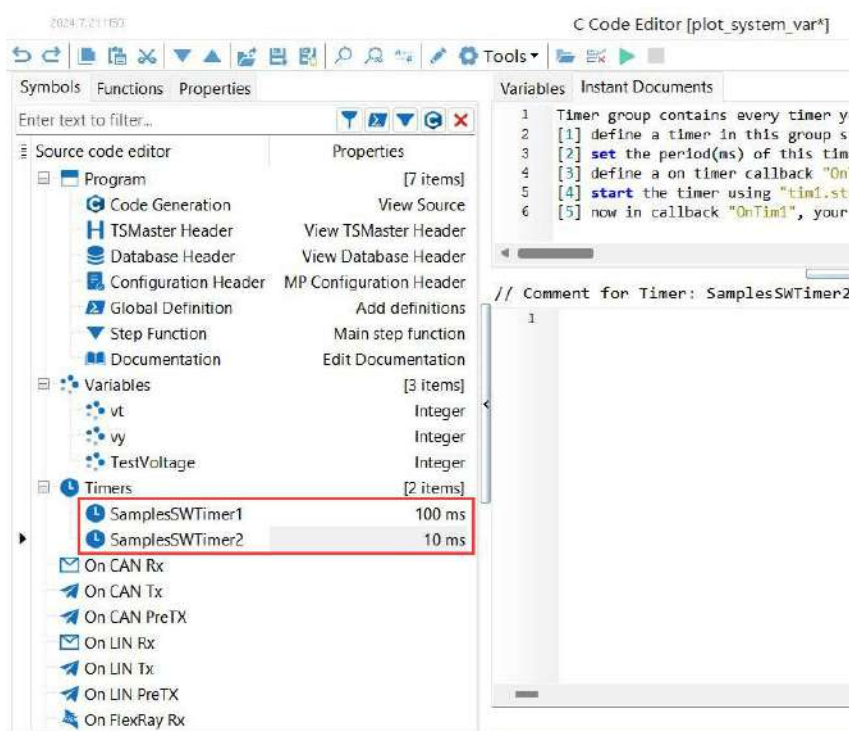 C Code Editor [plot_system_var*]
Tools
Symbols Functions Properties
Enter text to filter...
Source code editor Properties
Program [7 items]
Code Generation View Source
TSMaster Header View TSMaster Header
Database Header View Database Header
Configuration Header MP Configuration Header
Global Definition Add definitions
Step Function Main step function
Documentation Edit Documentation
Variables [3 items]
vt Integer
vy Integer
TestVoltage Integer
Timers [2 items]
SamplesSWTimer1 100 ms
SamplesSWTimer2 10 ms
On CAN Rx
On CAN Tx
On CAN PreTX
On LIN Rx
On LIN Tx
On LIN PreTX
On FlexRay Rx
Variables Instant Documents
1 Timer group contains every timer y
2 [1] define a timer in this group s
3 [2] set the period(ms) of this tim
4 [3] define a on timer callback "On
5 [4] start the timer using "tim1.st
6 [5] now in callback "OnTim1", your
// Comment for Timer: SamplesSWTimer2
1